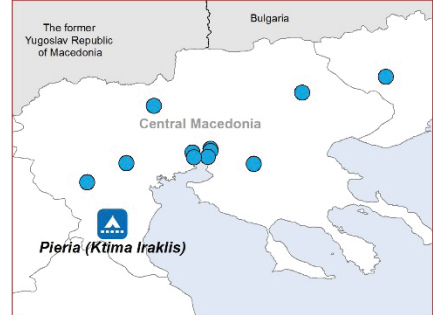 The former
Yugoslav Republic
of Macedonia
Bulgaria
Central Macedonia
Pieria (Ktima Iraklis)